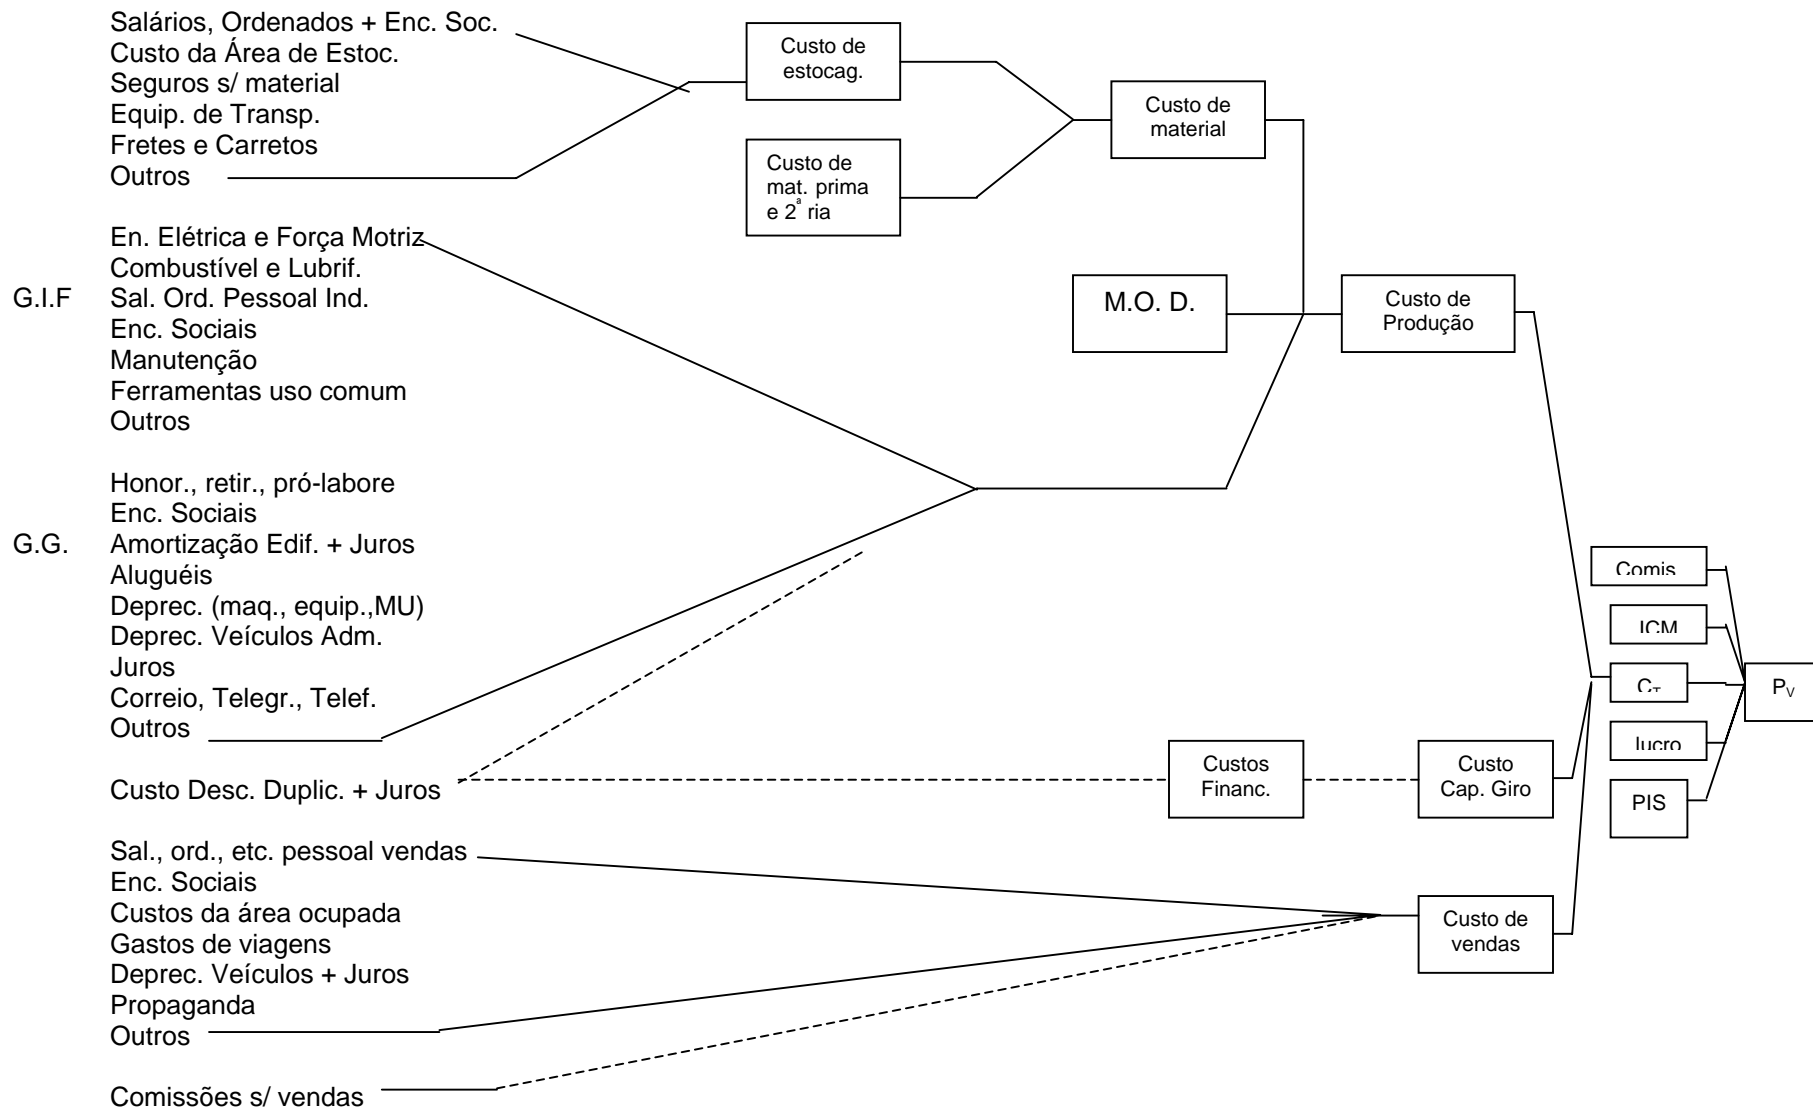 Salários, Ordenados + Enc. Soc.
Custo da Área de Estoc.
Seguros s/ material
Equip. de Transp.
Fretes e Carretos
Outros
Custo de
estocag.
Custo de
mat. prima
e 2ª ria
Custo de
material
En. Elétrica e Força Motriz
Combustível e Lubrif.
G.I.F
Sal. Ord. Pessoal Ind.
Enc. Sociais
Manutenção
Ferramentas uso comum
Outros
M.O. D.
Custo de
Produção
Honor., retir., pró-labore
Enc. Sociais
G.G.
Amortização Edif. + Juros
Aluguéis
Deprec. (maq., equip.,MU)
Deprec. Veículos Adm.
Juros
Correio, Telegr., Telef.
Outros
Comis
ICM
C_T
lucro
PIS
P_V
Custo Desc. Duplic. + Juros
Custos
Financ.
Custo
Cap. Giro
Sal., ord., etc. pessoal vendas
Enc. Sociais
Custos da área ocupada
Gastos de viagens
Deprec. Veículos + Juros
Propaganda
Outros
Custo de
vendas
Comissões s/ vendas